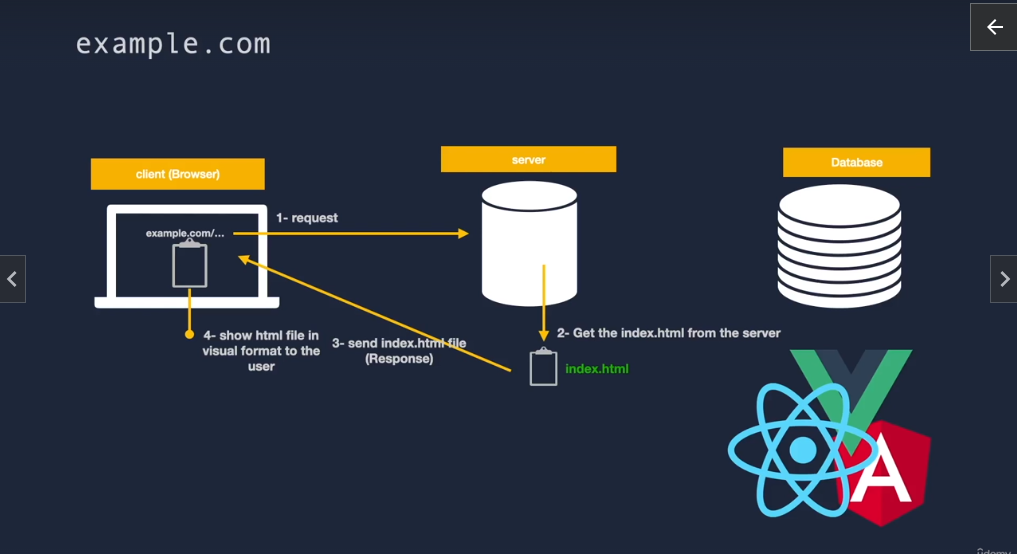 example.com
client (Browser)
server
Database
1- request
example.com/...
2- Get the index.html from the server
3- send index.html file
(Response)
4- show html file in
visual format to the
user
index.html
A